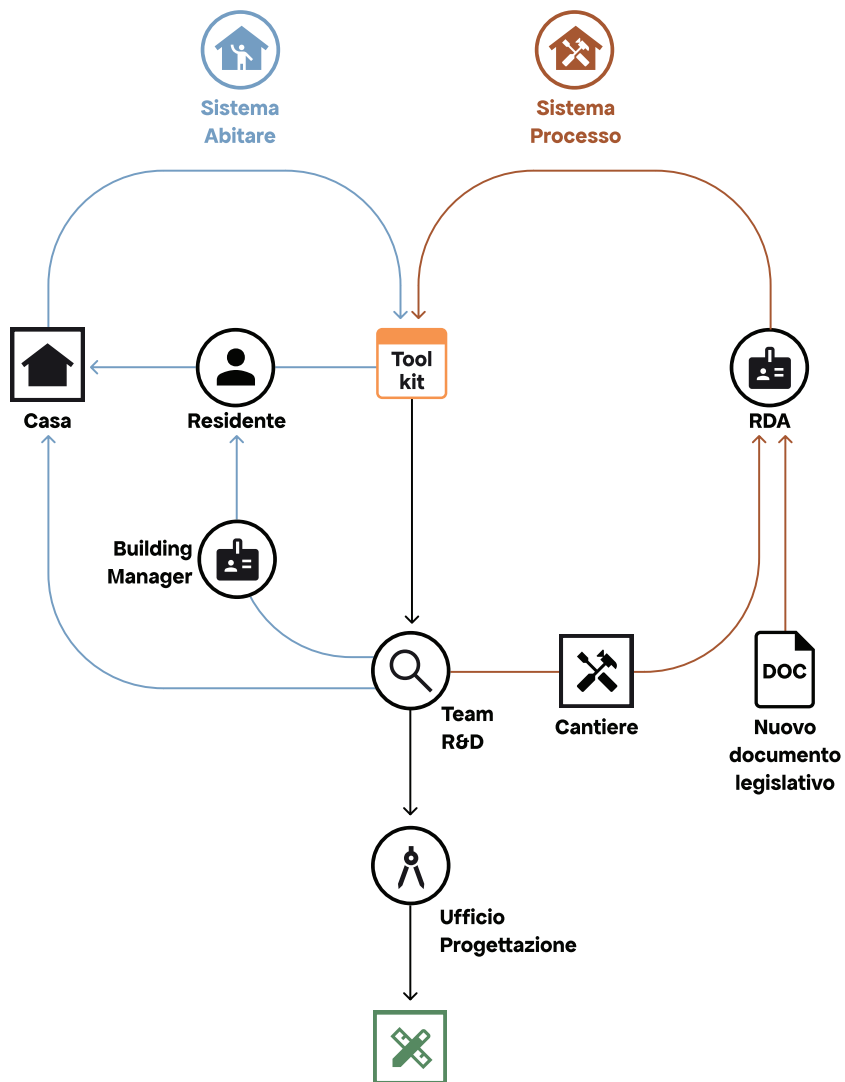 Sistema
Abitare
Sistema
Processo
Tool
kit
Casa
Residente
RDA
Building
Manager
DOC
Team
R&D
Cantiere
Nuovo
documento
legislativo
Ufficio
Progettazione